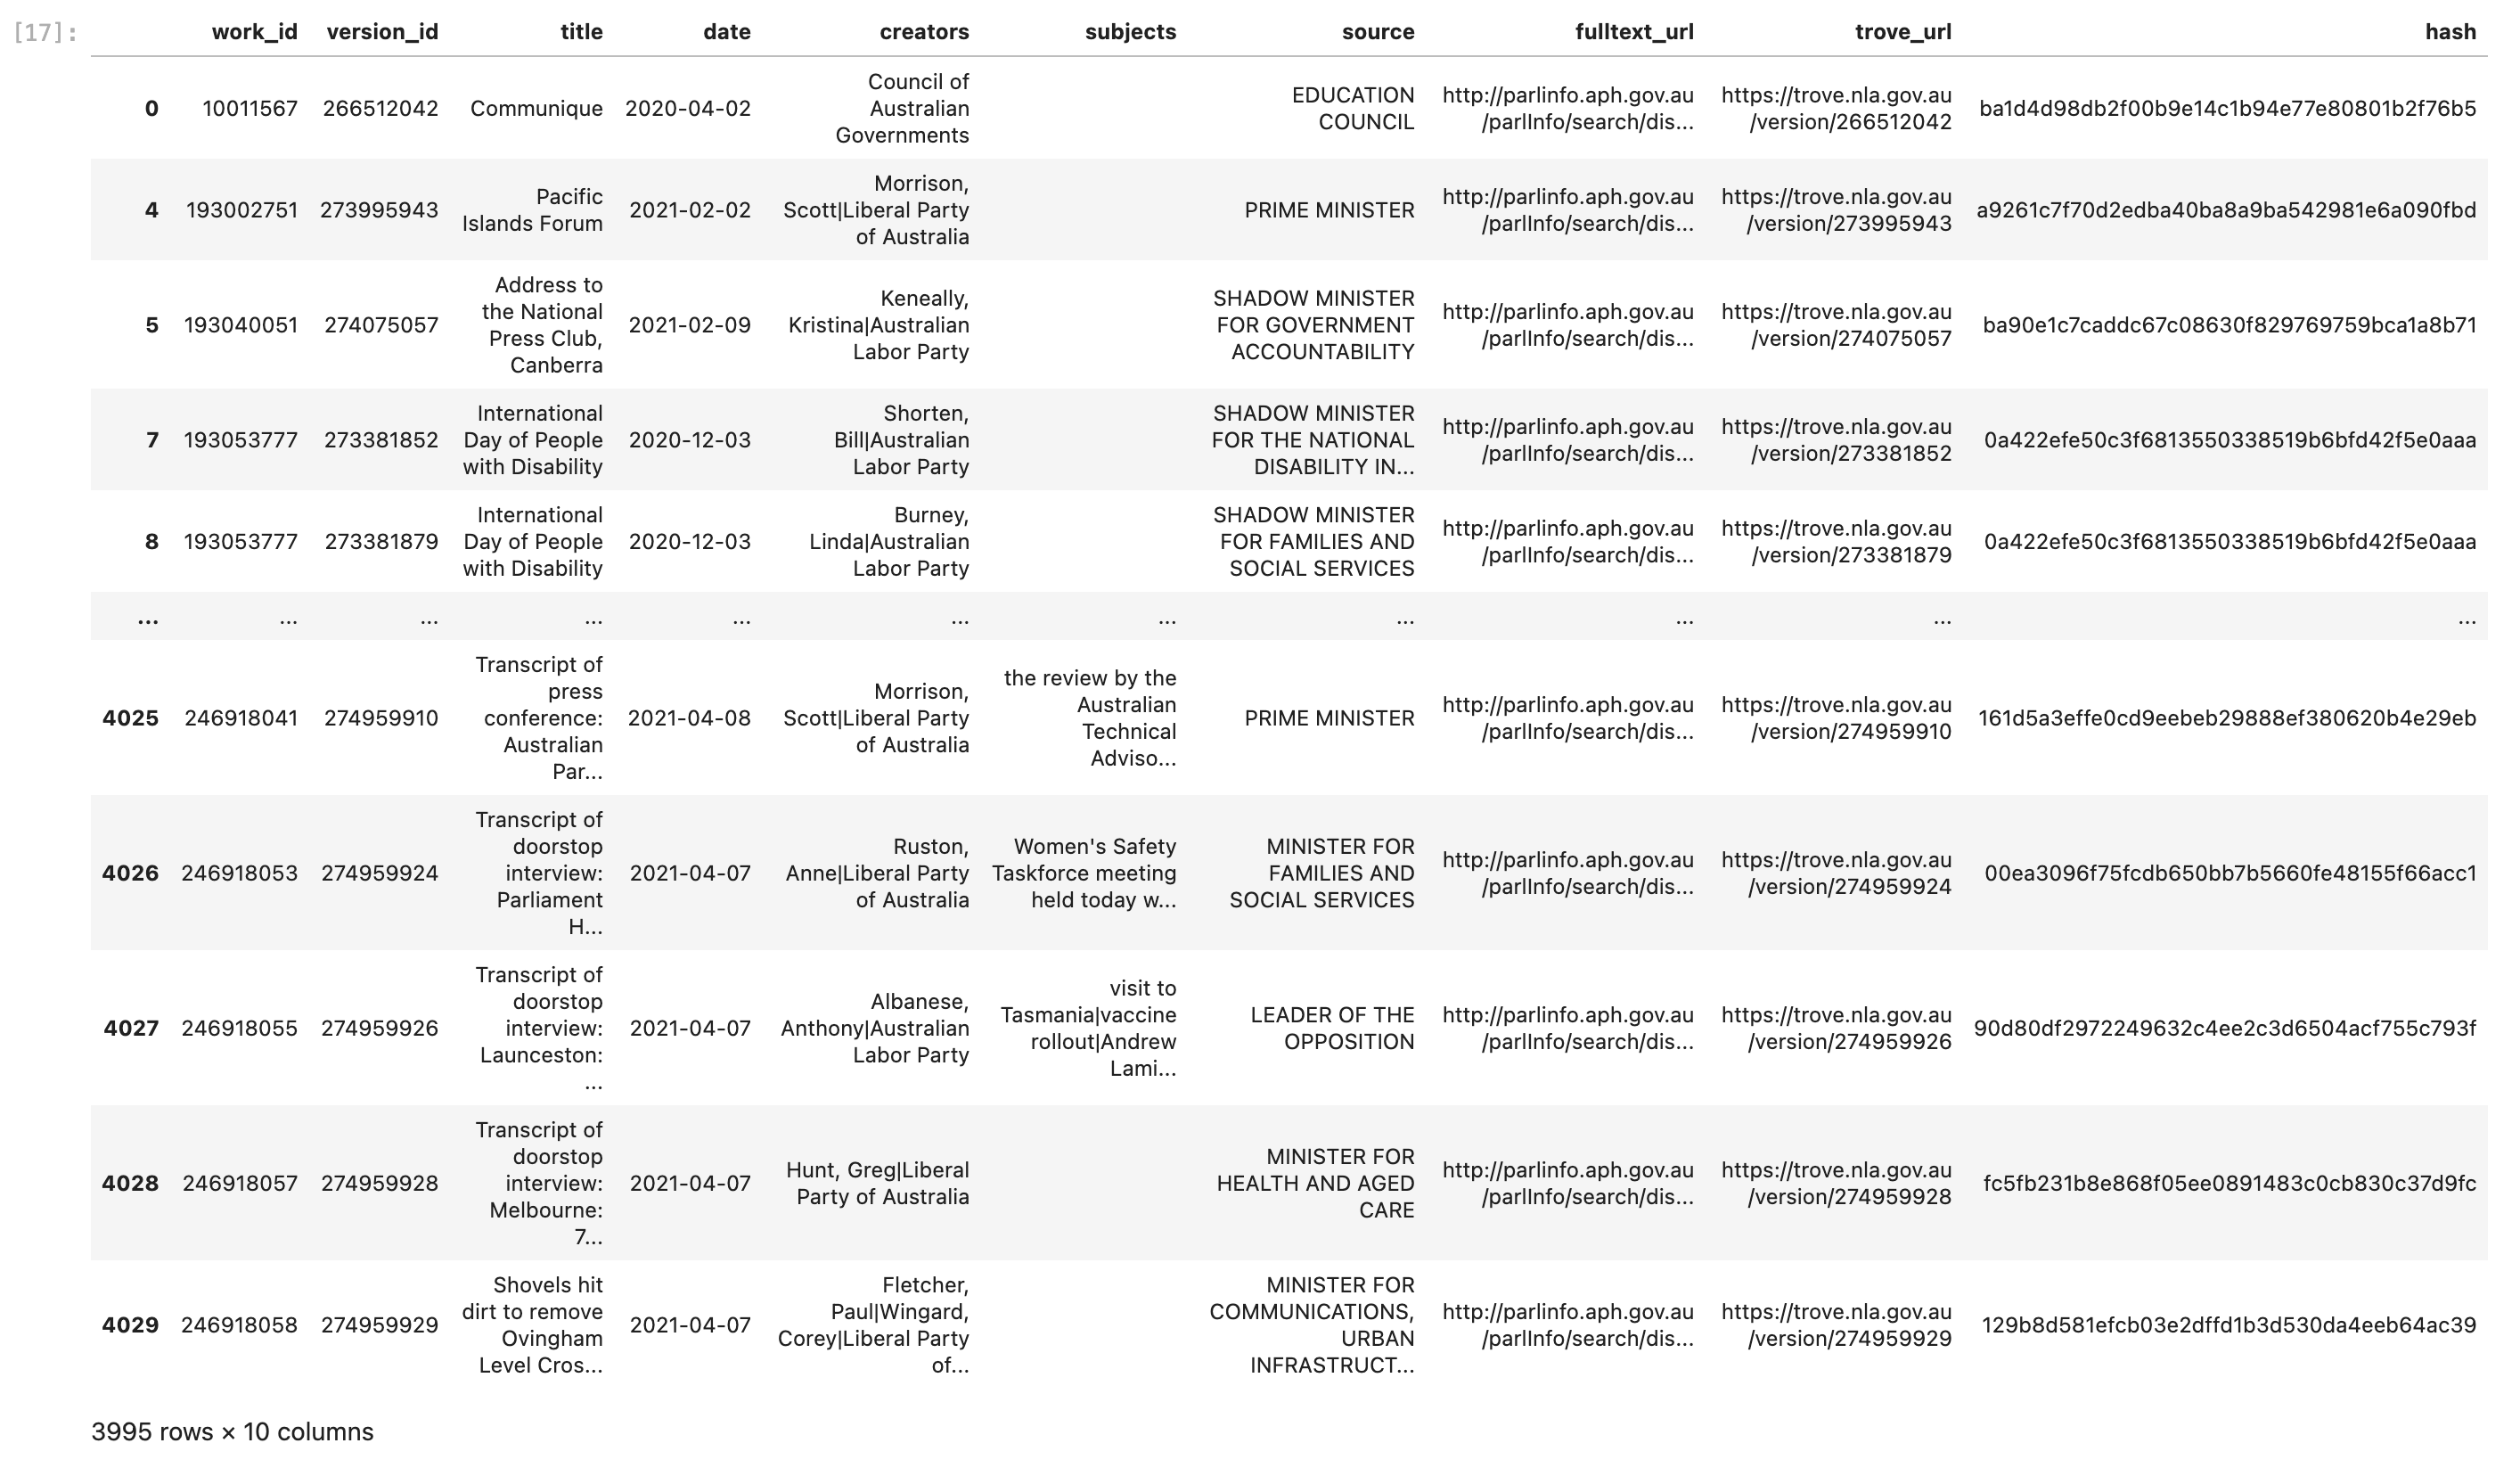 [17]:
work_id version_id title date creators subjects source fulltext_url trove_url hash
0 10011567 266512042 Communique 2020-04-02 Council of Australian Governments EDUCATION COUNCIL http://parlinfo.aph.gov.au/parlInfo/search/dis... https://trove.nla.gov.au/version/266512042 ba1d4d98db2f00b9e14c1b94e77e80801b2f76b5
4 193002751 273995943 Pacific Islands Forum 2021-02-02 Morrison, Scott|Liberal Party of Australia PRIME MINISTER http://parlinfo.aph.gov.au/parlInfo/search/dis... https://trove.nla.gov.au/version/273995943 a9261c7f70d2edba40ba8a9ba542981e6a090fbd
5 193040051 274075057 Address to the National Press Club, Canberra 2021-02-09 Keneally, Kristina|Australian Labor Party SHADOW MINISTER FOR GOVERNMENT ACCOUNTABILITY http://parlinfo.aph.gov.au/parlInfo/search/dis... https://trove.nla.gov.au/version/274075057 ba90e1c7caddc67c08630f829769759bca1a8b71
7 193053777 273381852 International Day of People with Disability 2020-12-03 Shorten, Bill|Australian Labor Party SHADOW MINISTER FOR THE NATIONAL DISABILITY IN... http://parlinfo.aph.gov.au/parlInfo/search/dis... https://trove.nla.gov.au/version/273381852 0a422efe50c3f6813550338519b6bfd42f5e0aaa
8 193053777 273381879 International Day of People with Disability 2020-12-03 Burney, Linda|Australian Labor Party SHADOW MINISTER FOR FAMILIES AND SOCIAL SERVICES http://parlinfo.aph.gov.au/parlInfo/search/dis... https://trove.nla.gov.au/version/273381879 0a422efe50c3f6813550338519b6bfd42f5e0aaa
... ... ... ... ... ... ... ... ... ... ...
4025 246918041 274959910 Transcript of press conference: Australian Par... 2021-04-08 Morrison, Scott|Liberal Party of Australia the review by the Australian Technical Adviso... PRIME MINISTER http://parlinfo.aph.gov.au/parlInfo/search/dis... https://trove.nla.gov.au/version/274959910 161d5a3effe0cd9eebeb29888ef380620b4e29eb
4026 246918053 274959924 Transcript of doorstop interview: Parliament H... 2021-04-07 Ruston, Anne|Liberal Party of Australia Women's Safety Taskforce meeting held today w... MINISTER FOR FAMILIES AND SOCIAL SERVICES http://parlinfo.aph.gov.au/parlInfo/search/dis... https://trove.nla.gov.au/version/274959924 00ea3096f75fcdb650bb7b5660fe48155f66acc1
4027 246918055 274959926 Transcript of doorstop interview: Launceston: ... 2021-04-07 Albanese, Anthony|Australian Labor Party visit to Tasmania|vaccine rollout|Andrew Lami... LEADER OF THE OPPOSITION http://parlinfo.aph.gov.au/parlInfo/search/dis... https://trove.nla.gov.au/version/274959926 90d80df2972249632c4ee2c3d6504acf755c793f
4028 246918057 274959928 Transcript of doorstop interview: Melbourne: 7... 2021-04-07 Hunt, Greg|Liberal Party of Australia MINISTER FOR HEALTH AND AGED CARE http://parlinfo.aph.gov.au/parlInfo/search/dis... https://trove.nla.gov.au/version/274959928 fc5fb231b8e868f05ee0891483c0cb830c37d9fc
4029 246918058 274959929 Shovels hit dirt to remove Ovingham Level Cros... 2021-04-07 Fletcher, Paul|Wingard, Corey|Liberal Party of... MINISTER FOR COMMUNICATIONS, URBAN INFRASTRUCT... http://parlinfo.aph.gov.au/parlInfo/search/dis... https://trove.nla.gov.au/version/274959929 129b8d581efcb03e2dffd1b3d530da4eeb64ac39
3995 rows × 10 columns